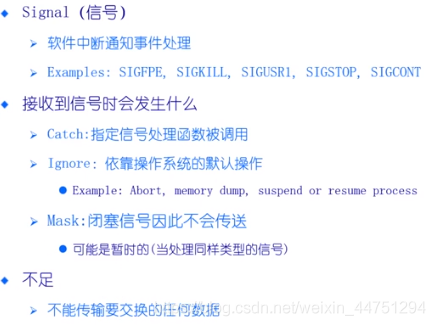 Signal (信号)
软件中断通知事件处理
Examples: SIGFPE, SIGKILL, SIGUSR1, SIGSTOP, SIGCONT
接收到信号时会发生什么
Catch:指定信号处理函数被调用
Ignore: 依靠操作系统的默认操作
Example: Abort, memory dump, suspend or resume process
Mask:闭塞信号因此不会传送
可能是暂时的(当处理同样类型的信号)
不足
不能传输要交换的任何数据
csdn.net/weixin_44751294